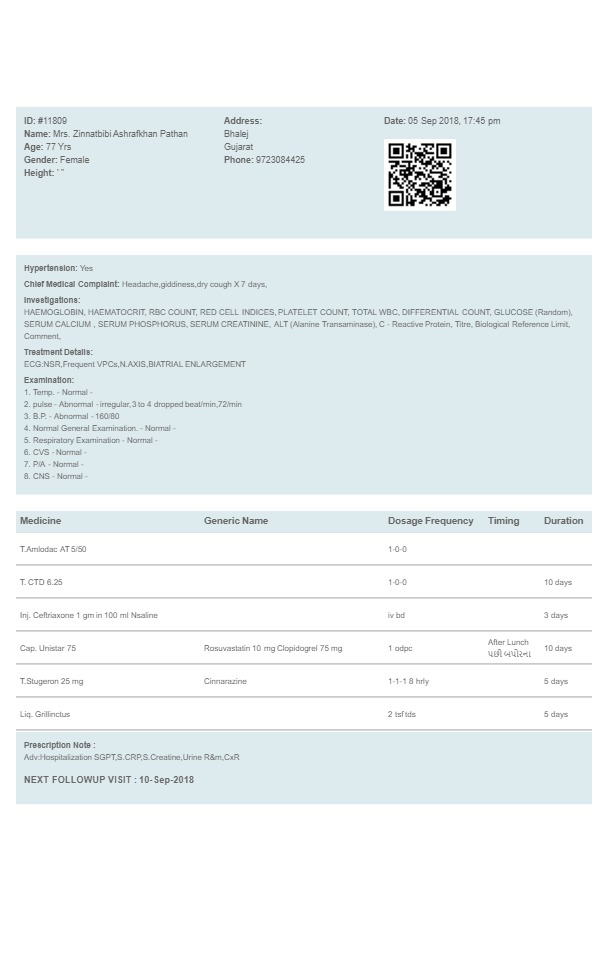 ID: #11809
Name: Mrs. Zinnatbibi Ashrafkhan Pathan
Age: 77 Yrs
Gender: Female
Height: ' "
Address:
Bhalej
Gujarat
Phone: 9723084425
Date: 05 Sep 2018, 17:45 pm
Hypertension: Yes
Chief Medical Complaint: Headache,giddiness,dry cough X 7 days,
Investigations:
HAEMOGLOBIN, HAEMATOCRIT, RBC COUNT, RED CELL INDICES, PLATELET COUNT, TOTAL WBC, DIFFERENTIAL COUNT, GLUCOSE (Random),
SERUM CALCIUM , SERUM PHOSPHORUS, SERUM CREATININE, ALT (Alanine Transaminase), C - Reactive Protein, Titre, Biological Reference Limit,
Comment,
Treatment Details:
ECG:NSR,Frequent VPCs,N.AXIS,BIATRIAL ENLARGEMENT
Examination:
1. Temp. - Normal -
2. pulse - Abnormal - irregular,3 to 4 dropped beat/min,72/min
3. B.P. - Abnormal - 160/80
4. Normal General Examination. - Normal -
5. Respiratory Examination - Normal -
6. CVS - Normal -
7. P/A - Normal -
8. CNS - Normal -
Medicine Generic Name Dosage Frequency Timing Duration
T.Amlodac AT 5/50 1-0-0
T. CTD 6.25 1-0-0 10 days
Inj. Ceftriaxone 1 gm in 100 ml Nsaline iv bd 3 days
Cap. Unistar 75 Rosuvastatin 10 mg Clopidogrel 75 mg 1 odpc After Lunch 10 days
પછી બપોરના
T.Stugeron 25 mg Cinnarazine 1-1-1 8 hrly 5 days
Liq. Grillinctus 2 tsf tds 5 days
Prescription Note :
Adv:Hospitalization SGPT,S.CRP,S.Creatine,Urine R&m,CxR
NEXT FOLLOWUP VISIT : 10-Sep-2018